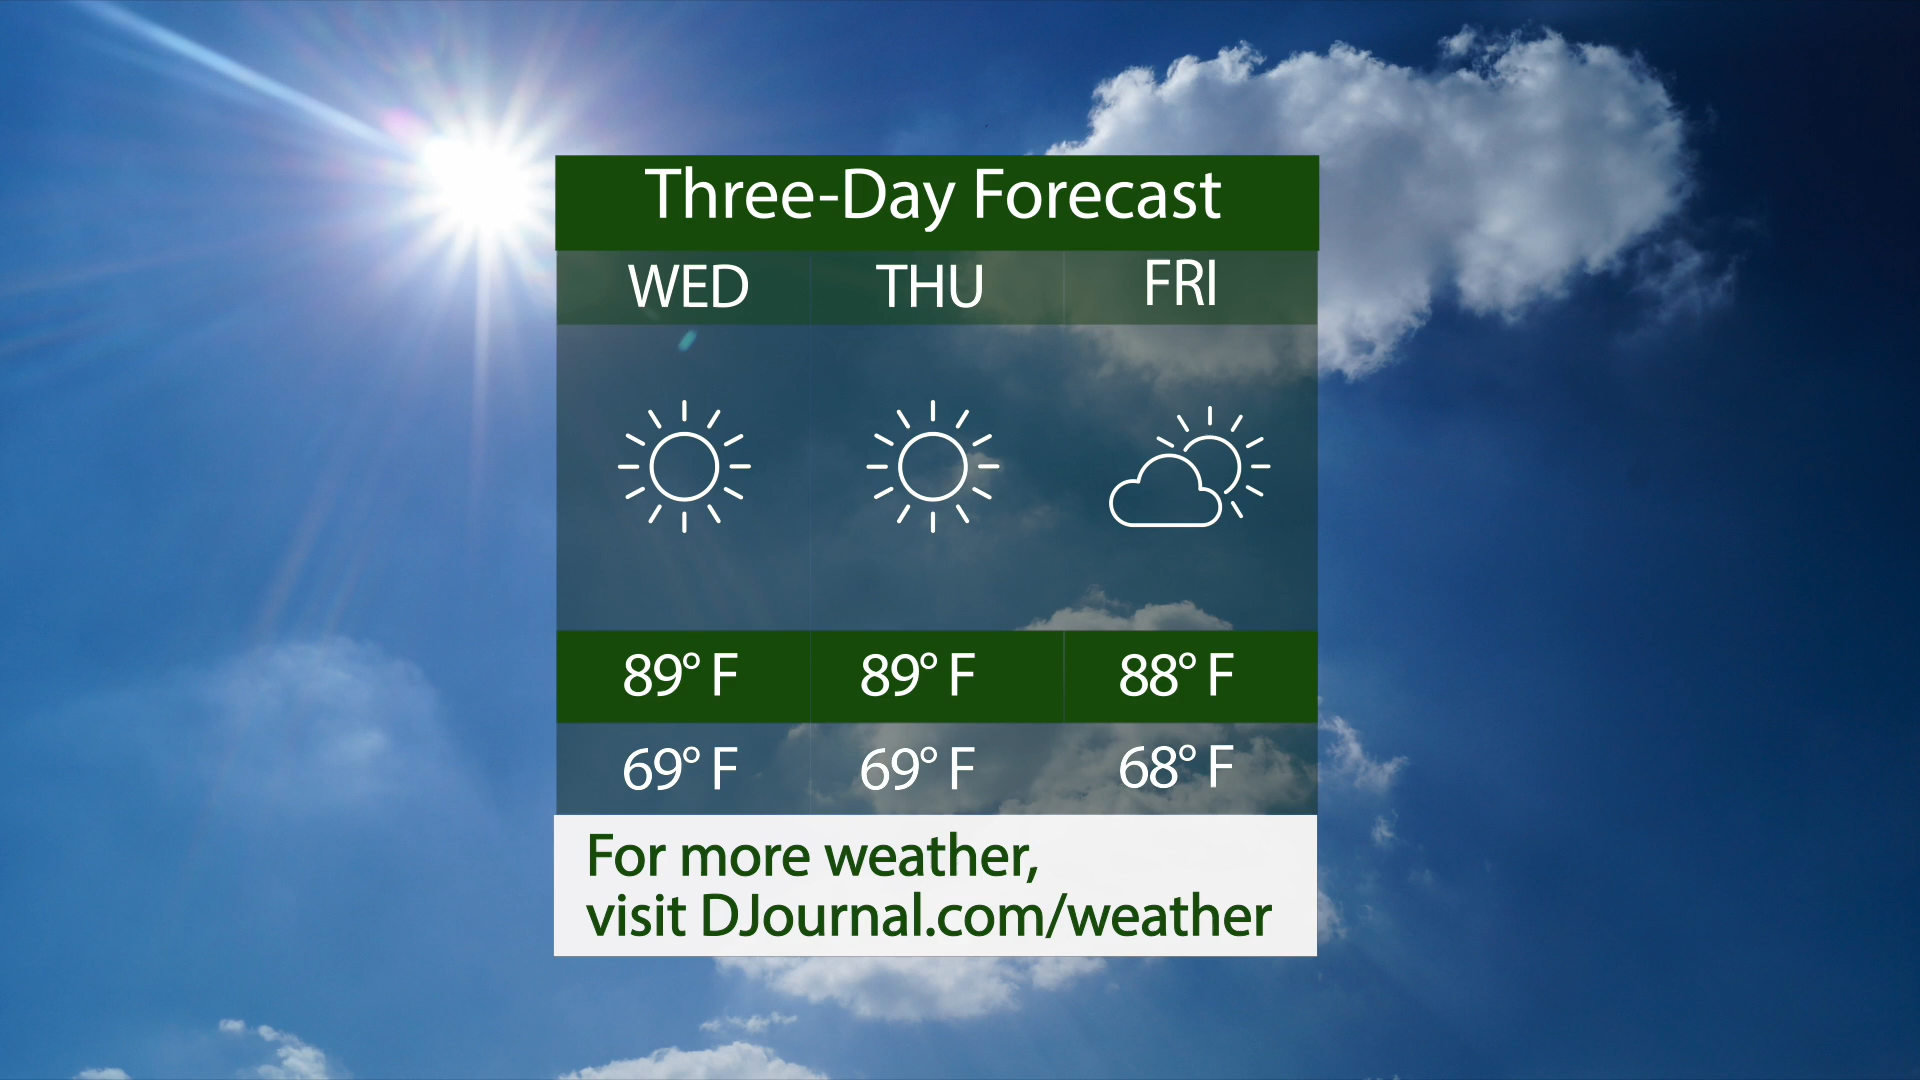 Three-Day Forecast
WED THU FRI
89° F 89° F 88° F
69° F 69° F 68° F
For more weather,
visit DJournal.com/weather